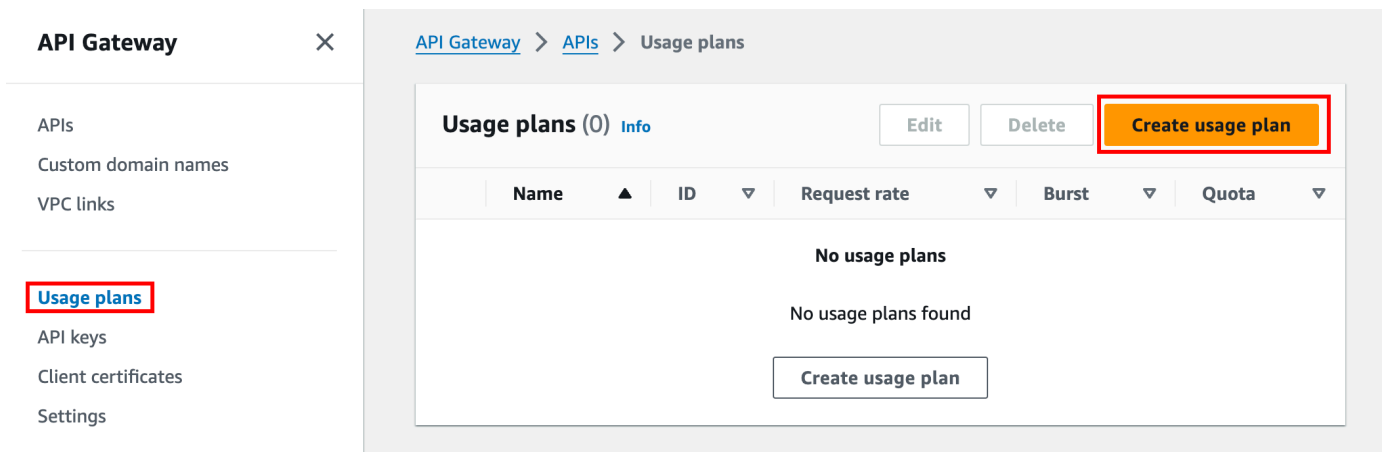 API Gateway
APIs
Custom domain names
VPC links
Usage plans
API keys
Client certificates
Settings
API Gateway > APIs > Usage plans
Usage plans (0) Info
Edit Delete Create usage plan
Name ID Request rate Burst Quota
No usage plans
No usage plans found
Create usage plan